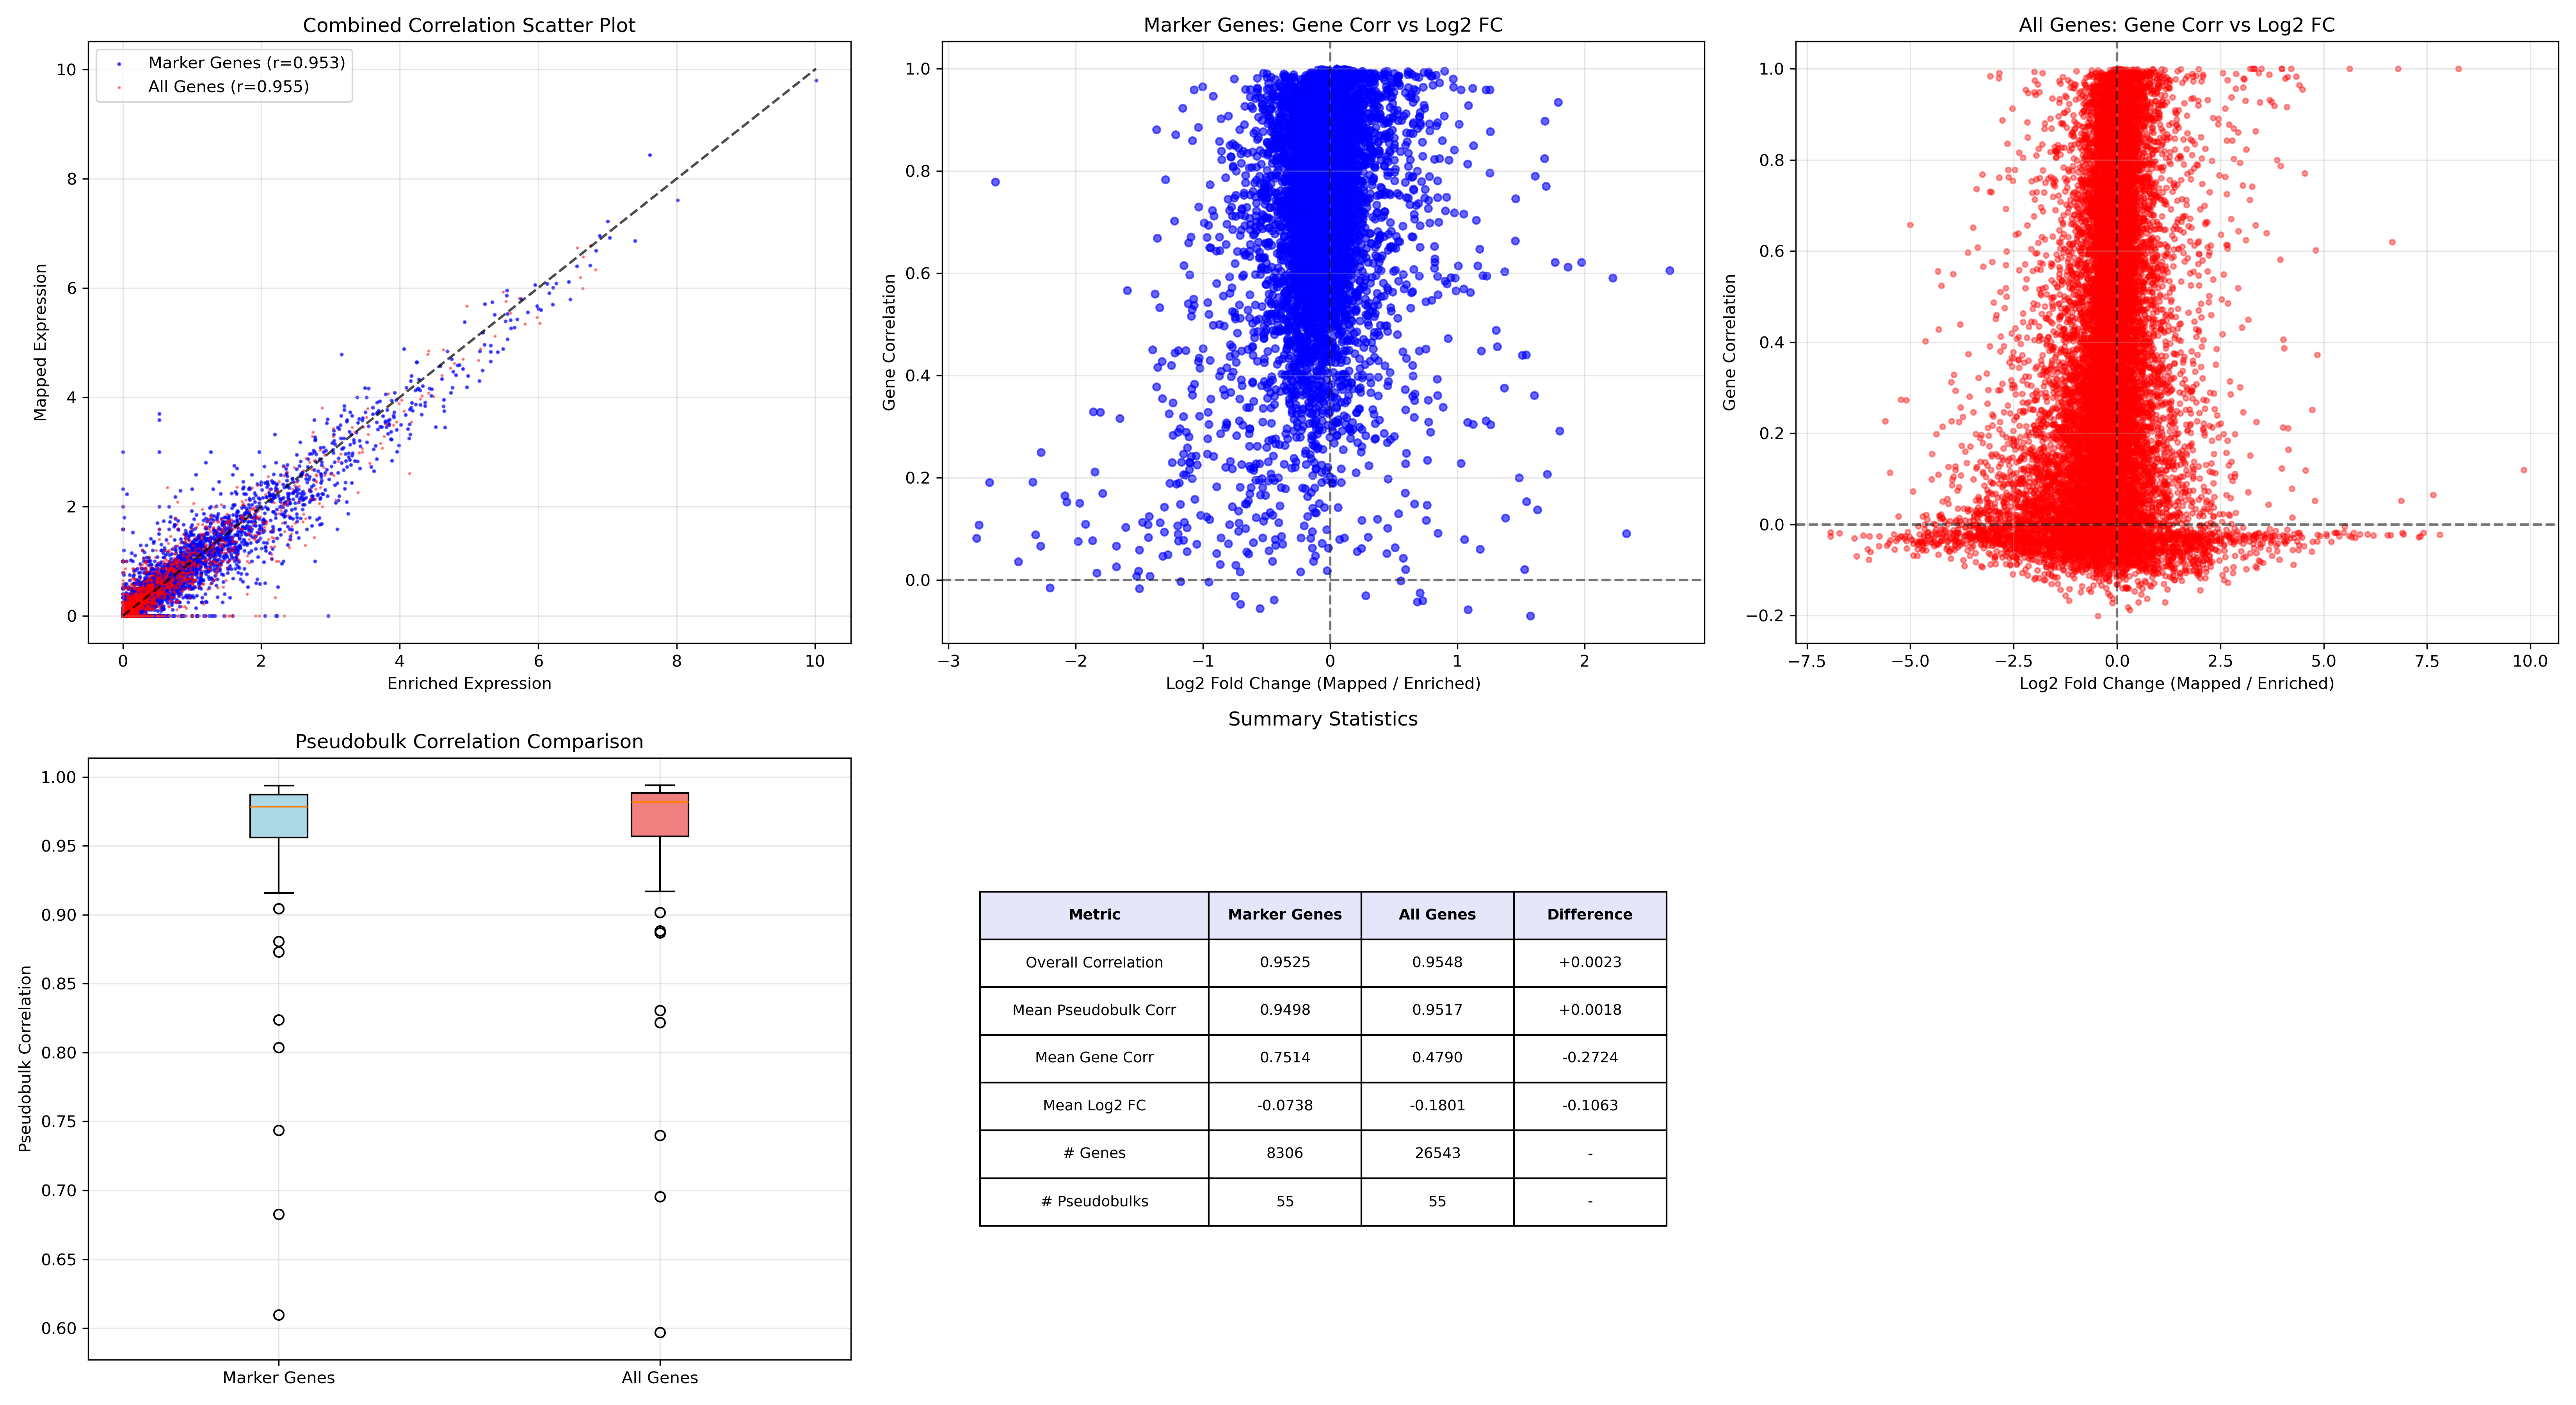 Combined Correlation Scatter Plot
Marker Genes (r=0.953)
All Genes (r=0.955)
10
8
6
4
2
0
Mapped Expression
0 2 4 6 8 10
Enriched Expression
Marker Genes: Gene Corr vs Log2 FC
1.0
0.8
0.6
0.4
0.2
0.0
Gene Correlation
−3 −2 −1 0 1 2
Log2 Fold Change (Mapped / Enriched)
All Genes: Gene Corr vs Log2 FC
1.0
0.8
0.6
0.4
0.2
0.0
−0.2
Gene Correlation
−7.5 −5.0 −2.5 0.0 2.5 5.0 7.5 10.0
Log2 Fold Change (Mapped / Enriched)
Pseudobulk Correlation Comparison
1.00
0.95
0.90
0.85
0.80
0.75
0.70
0.65
0.60
Pseudobulk Correlation
Marker Genes All Genes
Summary Statistics
Metric Marker Genes All Genes Difference
Overall Correlation 0.9525 0.9548 +0.0023
Mean Pseudobulk Corr 0.9498 0.9517 +0.0018
Mean Gene Corr 0.7514 0.4790 -0.2724
Mean Log2 FC -0.0738 -0.1801 -0.1063
# Genes 8306 26543 -
# Pseudobulks 55 55 -